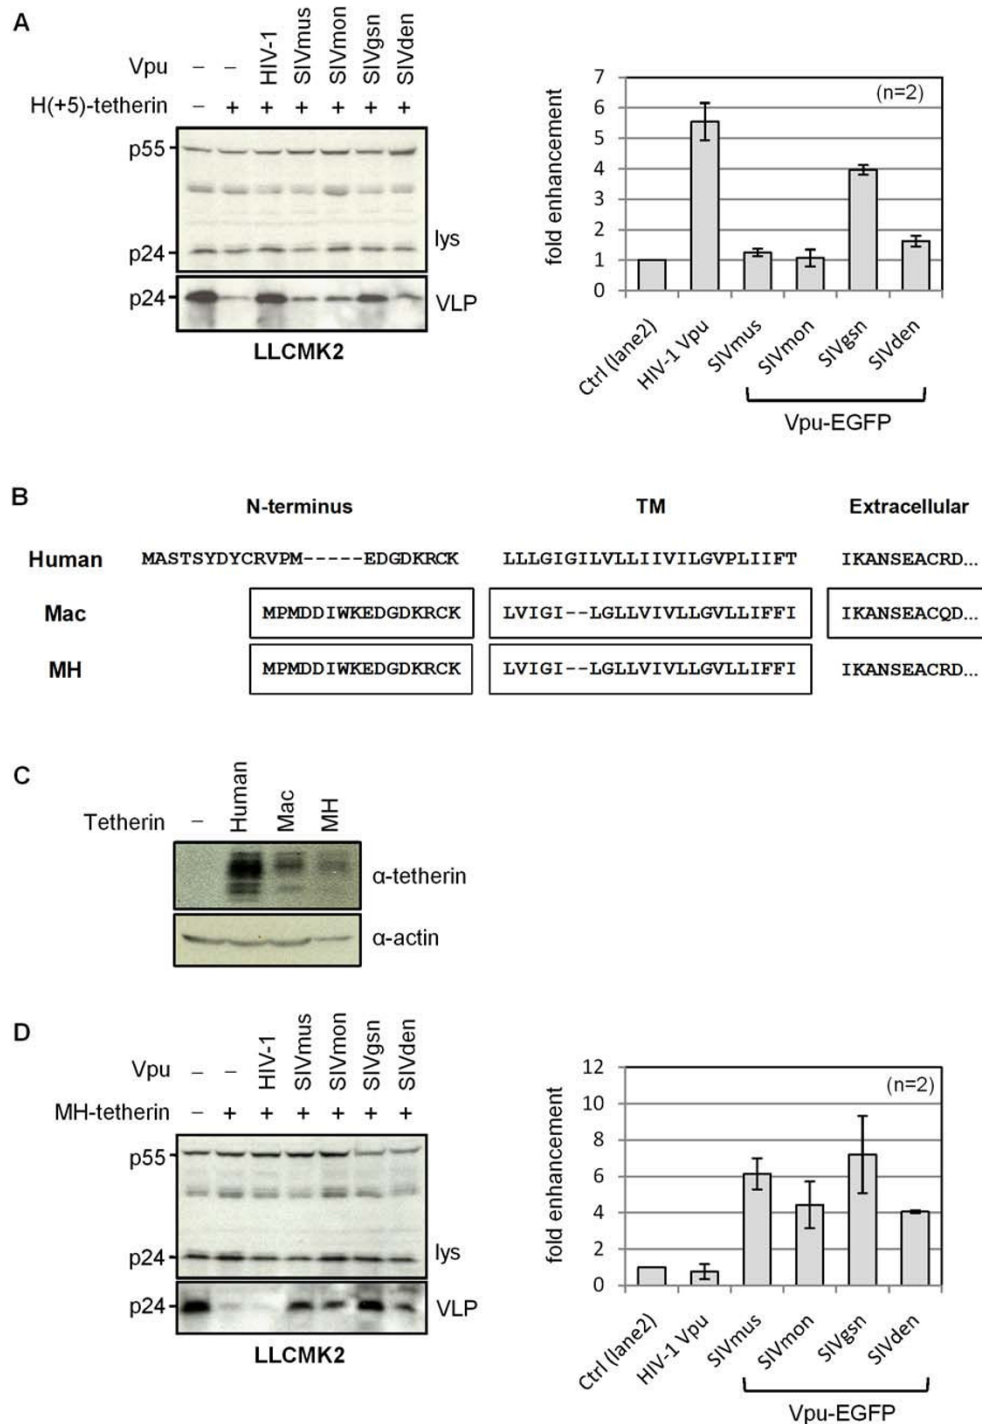 A
Vpu – – HIV-1 SIVmus SIVmon SIVgsn SIVden
H(+5)-tetherin – + + + + + +
p55
p24
lys
p24
VLP
LLCMK2
(n=2)
fold enhancement
7
6
5
4
3
2
1
0
Ctrl (lane2) HIV-1 Vpu SIVmus SIVmon SIVgsn SIVden
Vpu-EGFP
B
N-terminus TM Extracellular
Human MASTSYDYCRVPM-----EDGDKRCK LLLGIGILVLLIIVILGVPLIIFT IKANSEACRD...
Mac MPMDDIWKEDGDKRCK LVIGI--LGLLVIVLLGVLLIFFI IKANSEACQD...
MH MPMDDIWKEDGDKRCK LVIGI--LGLLVIVLLGVLLIFFI IKANSEACRD...
C
Tetherin – Human Mac MH
α-tetherin
α-actin
D
Vpu – – HIV-1 SIVmus SIVmon SIVgsn SIVden
MH-tetherin – + + + + + +
p55
p24
lys
p24
VLP
LLCMK2
(n=2)
fold enhancement
12
10
8
6
4
2
0
Ctrl (lane2) HIV-1 Vpu SIVmus SIVmon SIVgsn SIVden
Vpu-EGFP